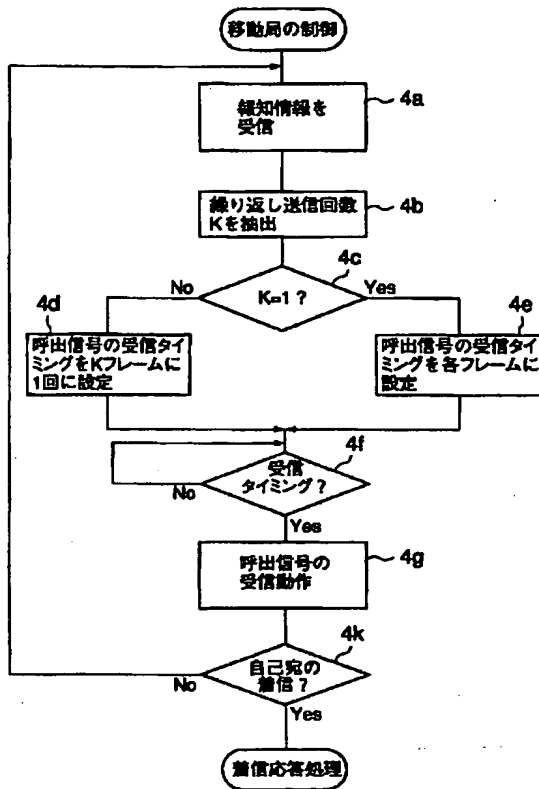 移動局の制御
報知情報を
受信
4a
繰り返し送信回数
Kを抽出
4b
4c
No
K=1？
Yes
4d
呼出信号の受信タイ
ミングをKフレームに
1回に設定
4e
呼出信号の受信タイ
ミングを各フレームに
設定
4f
受信
タイミング？
No
Yes
呼出信号の
受信動作
4g
4k
自己宛の
着信？
No
Yes
着信応答処理